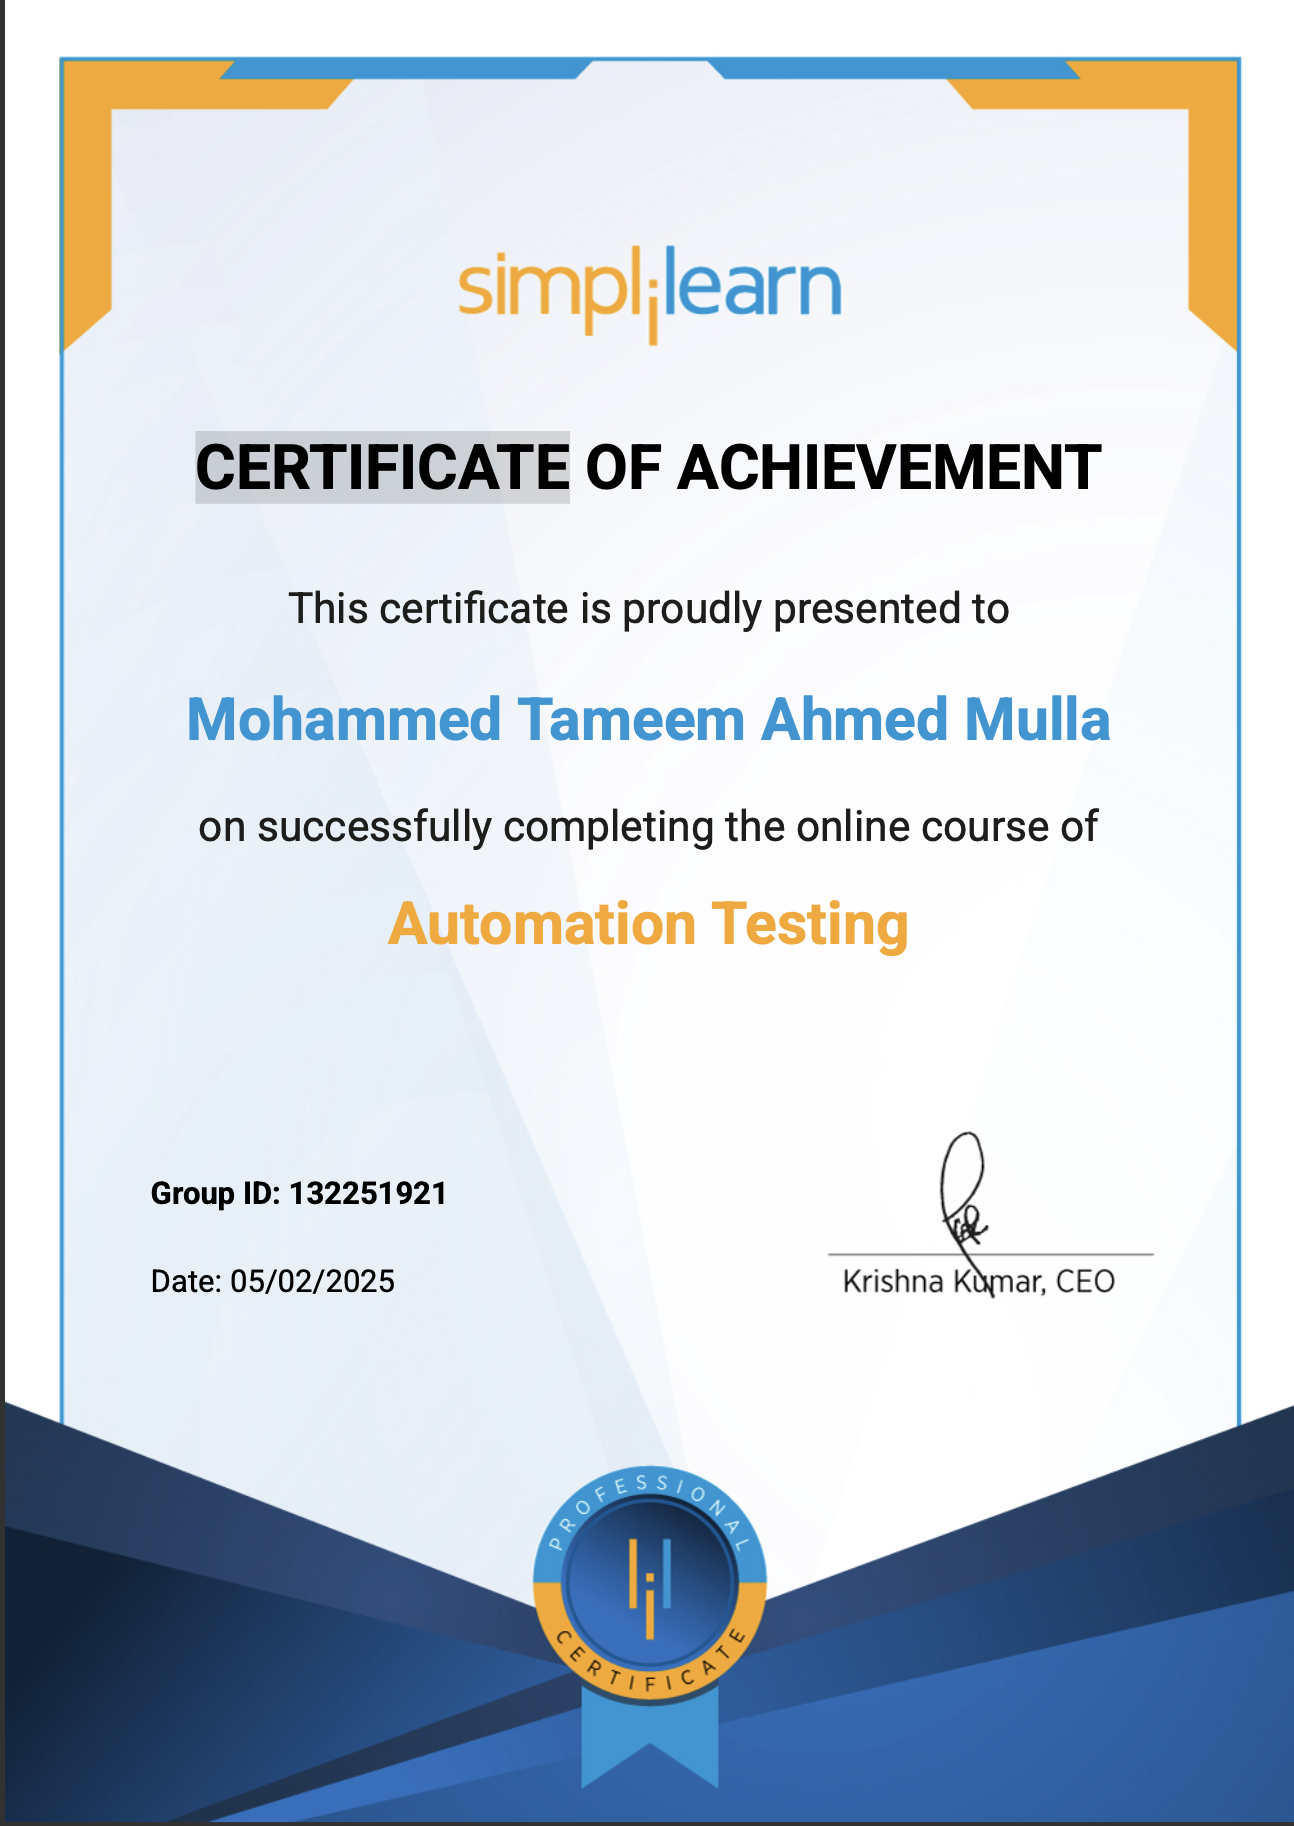 simplilearn
CERTIFICATE OF ACHIEVEMENT
This certificate is proudly presented to
Mohammed Tameem Ahmed Mulla
on successfully completing the online course of
Automation Testing
Group ID: 132251921
Date: 05/02/2025
Krishna Kumar, CEO
PROFESSIONAL
CERTIFICATE